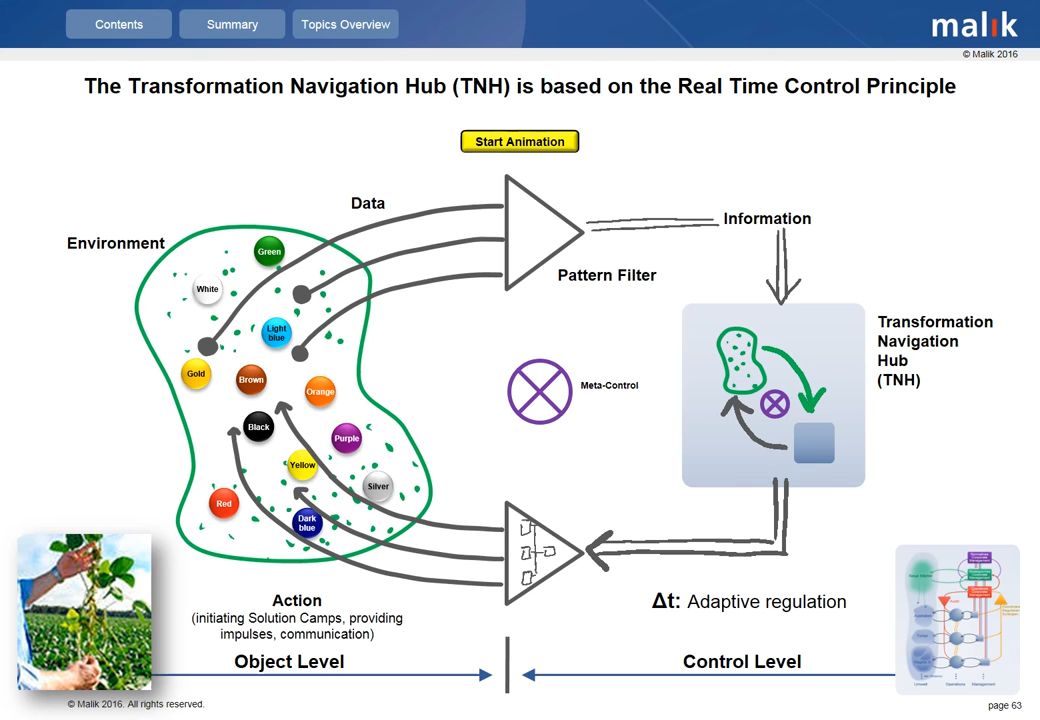 Contents
Summary
Topics Overview
malik
© Malik 2016
The Transformation Navigation Hub (TNH) is based on the Real Time Control Principle
Start Animation
Data
Environment
Information
Pattern Filter
Green
White
Light
blue
Gold
Brown
Orange
Black
Purple
Yellow
Silver
Red
Dark
blue
Meta-Control
Transformation
Navigation
Hub
(TNH)
Action
(initiating Solution Camps, providing
impulses, communication)
Δt: Adaptive regulation
Object Level
Control Level
© Malik 2016. All rights reserved.
page 63